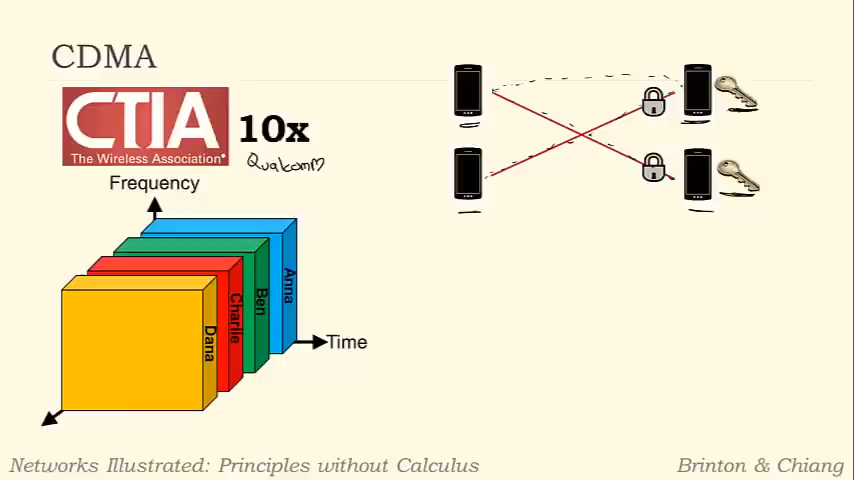 CDMA
CTIA
The Wireless Association
10x
Qualcomm
Frequency
Anna
Ben
Charlie
Dana
Time
Networks Illustrated: Principles without Calculus
Brinton & Chiang